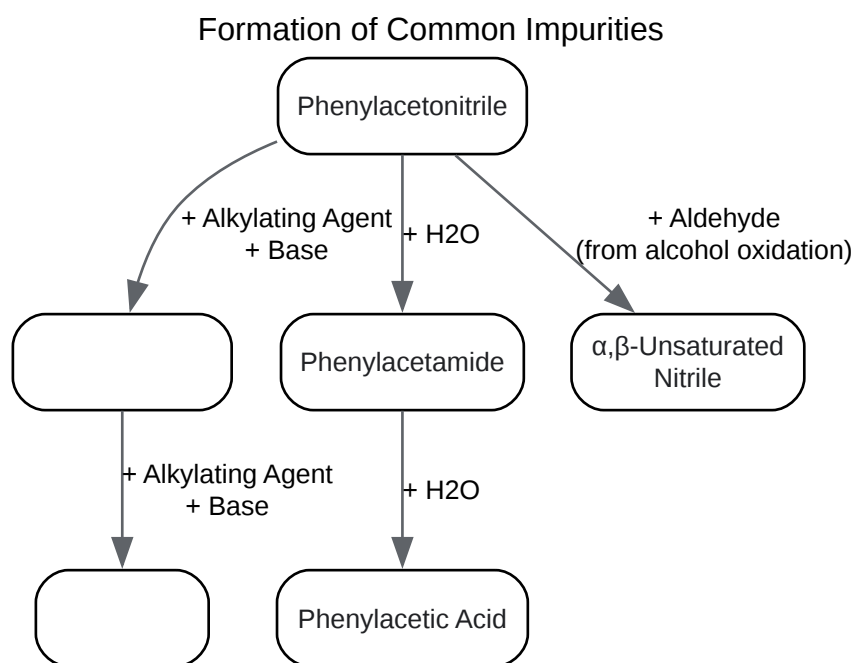 Formation of Common Impurities
Phenylacetonitrile
+ Alkylating Agent
+ Base
+ H2O
+ Aldehyde
(from alcohol oxidation)
Phenylacetamide
α,β-Unsaturated
Nitrile
+ Alkylating Agent
+ Base
+ H2O
Phenylacetic Acid